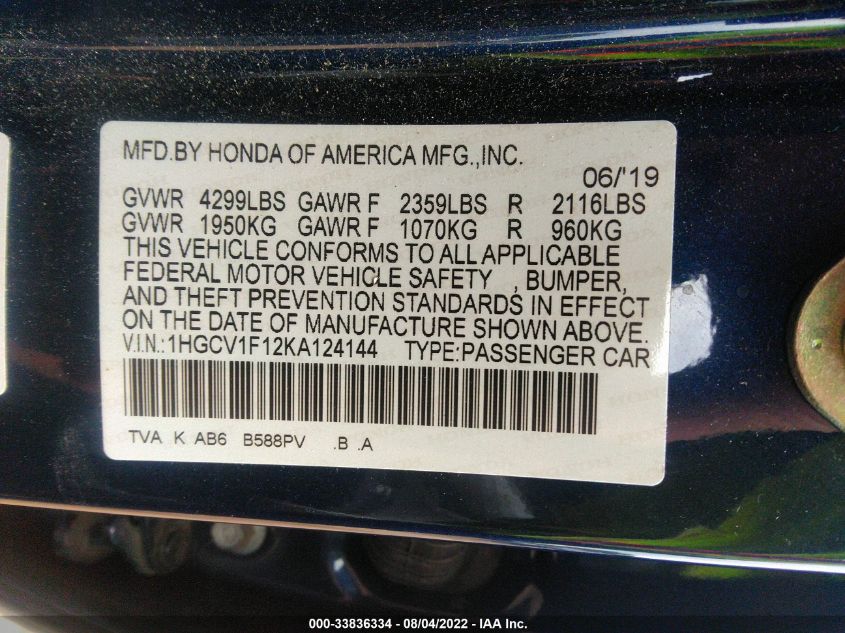 MFD.BY HONDA OF AMERICA MFG.,INC.
06/'19
GVWR 4299LBS GAWR F 2359LBS R 2116LBS
GVWR 1950KG GAWR F 1070KG R 960KG
THIS VEHICLE CONFORMS TO ALL APPLICABLE
FEDERAL MOTOR VEHICLE SAFETY , BUMPER,
AND THEFT PREVENTION STANDARDS IN EFFECT
ON THE DATE OF MANUFACTURE SHOWN ABOVE.
V.I.N.:1HGCV1F12KA124144 TYPE:PASSENGER CAR
TVA K AB6 B588PV .B .A
000-33836334 — 08/04/2022 — IAA Inc.